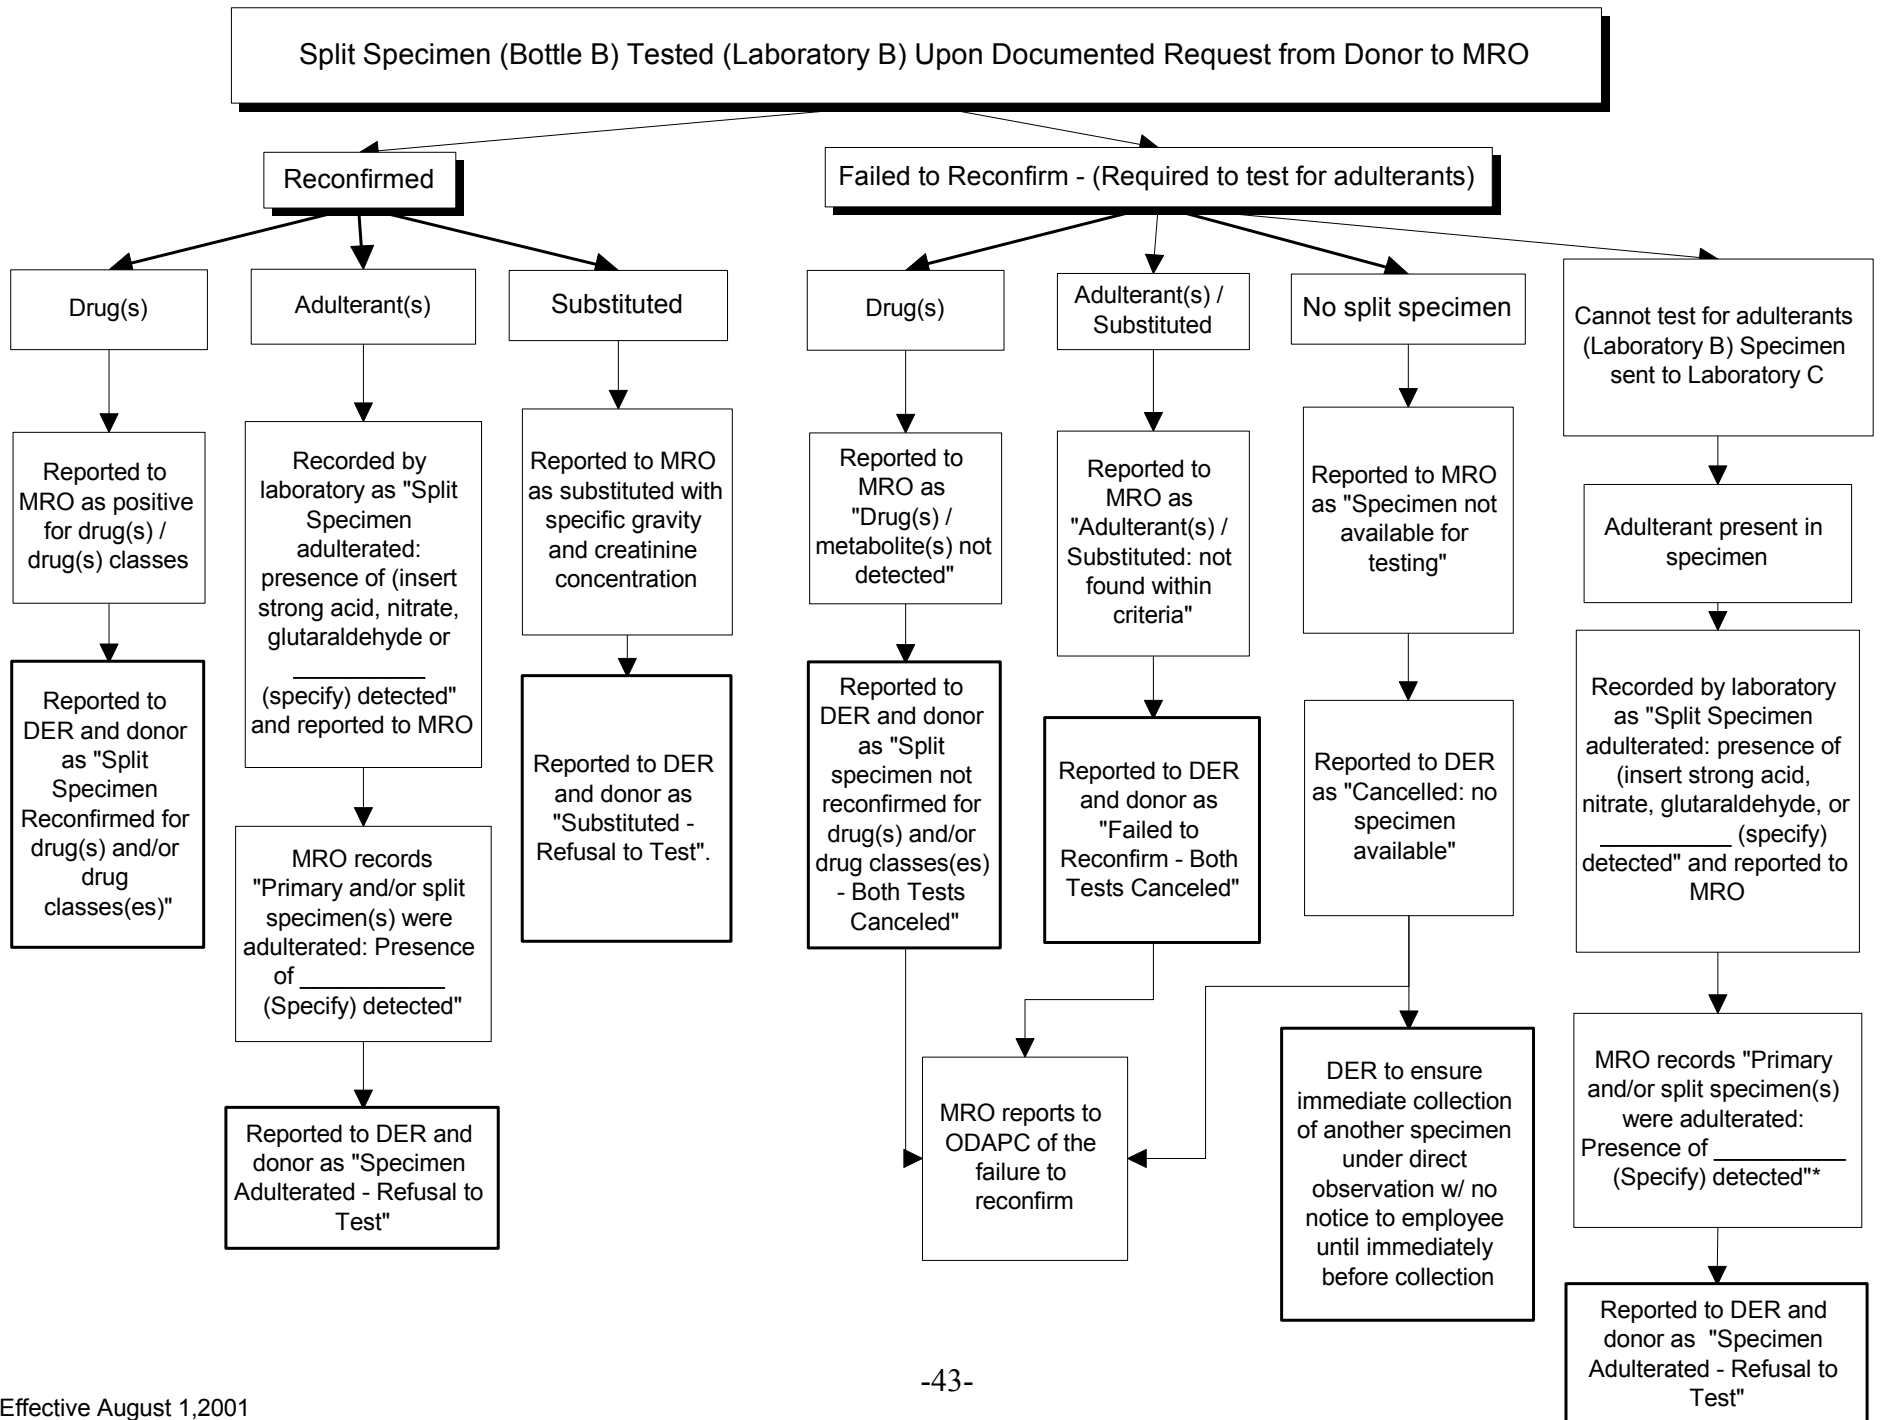 Split Specimen (Bottle B) Tested (Laboratory B) Upon Documented Request from Donor to MRO
Reconfirmed
Failed to Reconfirm - (Required to test for adulterants)
Drug(s)
Adulterant(s)
Substituted
Drug(s)
Adulterant(s) /
Substituted
No split specimen
Cannot test for adulterants
(Laboratory B) Specimen
sent to Laboratory C
Reported to
MRO as positive
for drug(s) /
drug(s) classes
Recorded by
laboratory as "Split
Specimen
adulterated:
presence of (insert
strong acid, nitrate,
glutaraldehyde or
___________
(specify) detected"
and reported to MRO
Reported to MRO
as substituted with
specific gravity
and creatinine
concentration
Reported to
MRO as
"Drug(s) /
metabolite(s) not
detected"
Reported to
MRO as
"Adulterant(s) /
Substituted: not
found within
criteria"
Reported to MRO
as "Specimen not
available for
testing"
Adulterant present in
specimen
Reported to
DER and donor
as "Split
Specimen
Reconfirmed for
drug(s) and/or
drug
classes(es)"
MRO records
"Primary and/or split
specimen(s) were
adulterated: Presence
of ____________
(Specify) detected"
Reported to DER
and donor as
"Substituted -
Refusal to Test".
Reported to
DER and donor
as "Split
specimen not
reconfirmed for
drug(s) and/or
drug classes(es)
- Both Tests
Canceled"
Reported to DER
and donor as
"Failed to
Reconfirm - Both
Tests Canceled"
Reported to DER
as "Cancelled: no
specimen
available"
Recorded by laboratory
as "Split Specimen
adulterated: presence of
(insert strong acid,
nitrate, glutaraldehyde, or
___________ (specify)
detected" and reported to
MRO
Reported to DER and
donor as "Specimen
Adulterated - Refusal to
Test"
MRO reports to
ODAPC of the
failure to
reconfirm
DER to ensure
immediate collection
of another specimen
under direct
observation w/ no
notice to employee
until immediately
before collection
MRO records "Primary
and/or split specimen(s)
were adulterated:
Presence of ___________
(Specify) detected"*
Reported to DER and
donor as  "Specimen
Adulterated - Refusal to
Test"
-43-
Effective August 1,2001